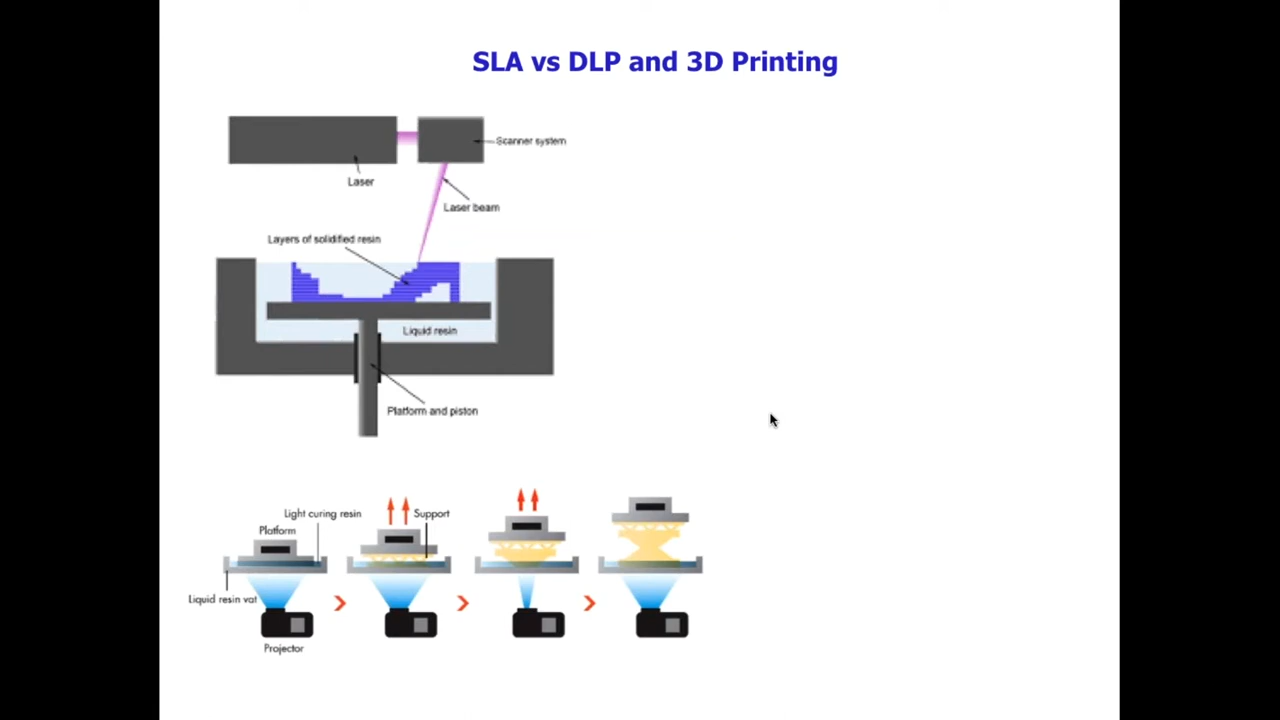 SLA vs DLP and 3D Printing
Scanner system
Laser
Laser beam
Layers of solidified resin
Liquid resin
Platform and piston
Light curing resin
Support
Platform
Liquid resin vat
Projector